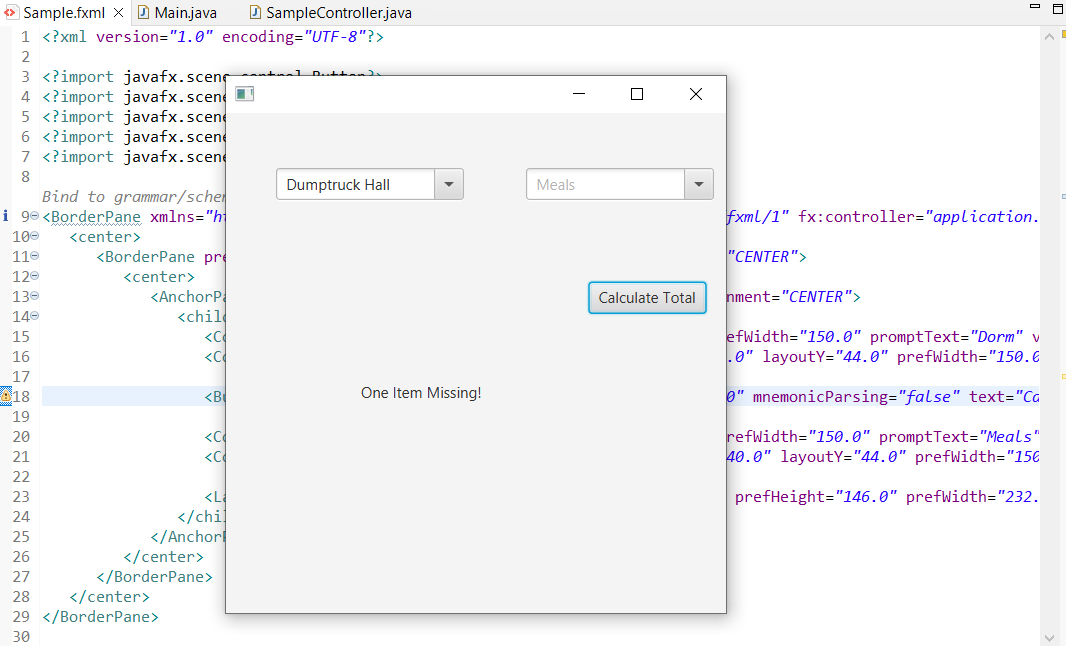 Sample.fxml Main.java SampleController.java
1 <?xml version="1.0" encoding="UTF-8"?>
2
3 <?import javafx.scene.control.Button?>
4 <?import javafx.scene
5 <?import javafx.scene
6 <?import javafx.scene
7 <?import javafx.scene
8
Bind to grammar/schem
9 <BorderPane xmlns="ht fxml/1" fx:controller="application.
10 <center>
11 <BorderPane pre "CENTER">
12 <center>
13 <AnchorPa nment="CENTER">
14 <child
15 <Co efWidth="150.0" promptText="Dorm" v
16 <Co .0" layoutY="44.0" prefWidth="150.0
17
18 <Bu 0" mnemonicParsing="false" text="Ca
19
20 <Co refWidth="150.0" promptText="Meals"
21 <Co 40.0" layoutY="44.0" prefWidth="150
22
23 <La prefHeight="146.0" prefWidth="232.
24 </chil
25 </AnchorP
26 </center>
27 </BorderPane>
28 </center>
29 </BorderPane>
30
Dumptruck Hall Meals
Calculate Total
One Item Missing!